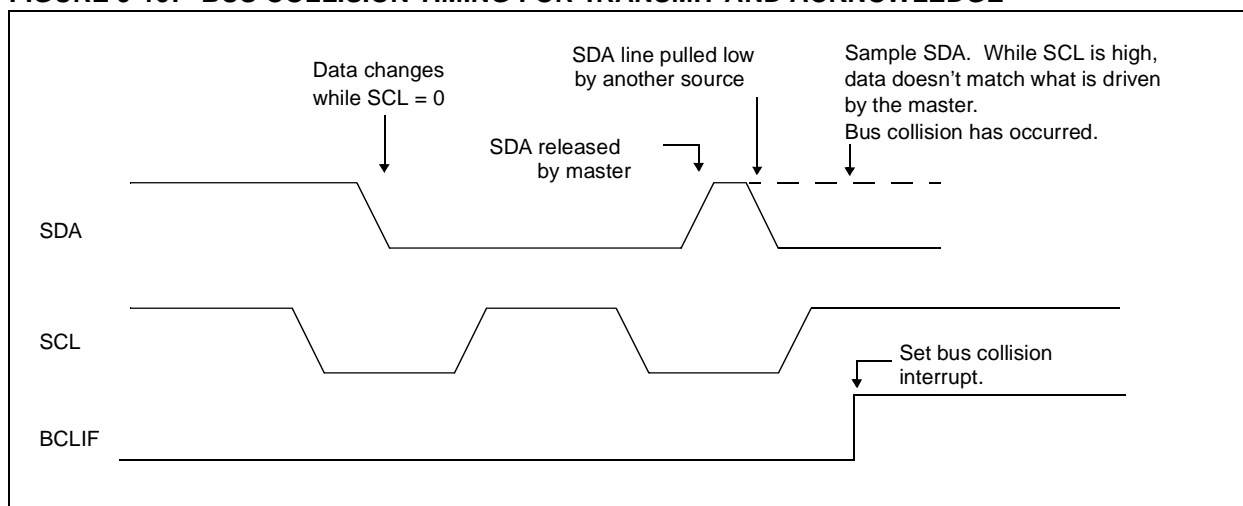 Data changes
while SCL = 0
SDA line pulled low
by another source
Sample SDA. While SCL is high,
data doesn't match what is driven
by the master.
Bus collision has occurred.
SDA released
by master
SDA
SCL
Set bus collision
interrupt.
BCLIF